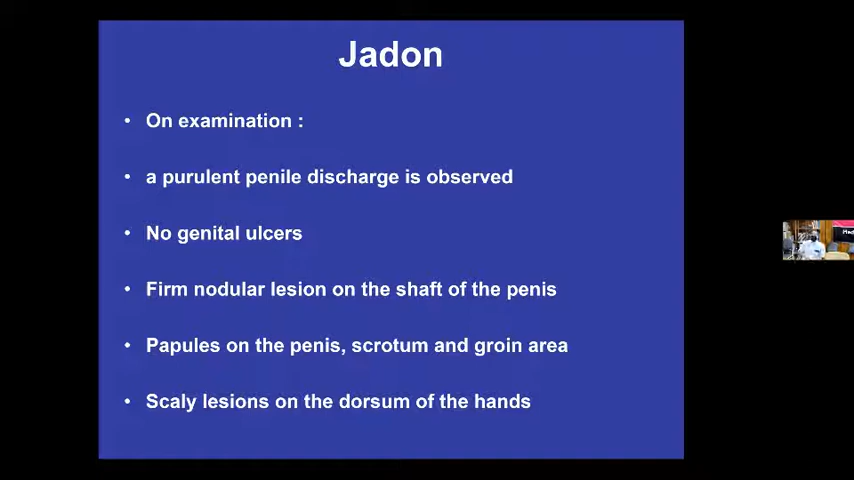 Jadon
• On examination :
• a purulent penile discharge is observed
• No genital ulcers
• Firm nodular lesion on the shaft of the penis
• Papules on the penis, scrotum and groin area
• Scaly lesions on the dorsum of the hands